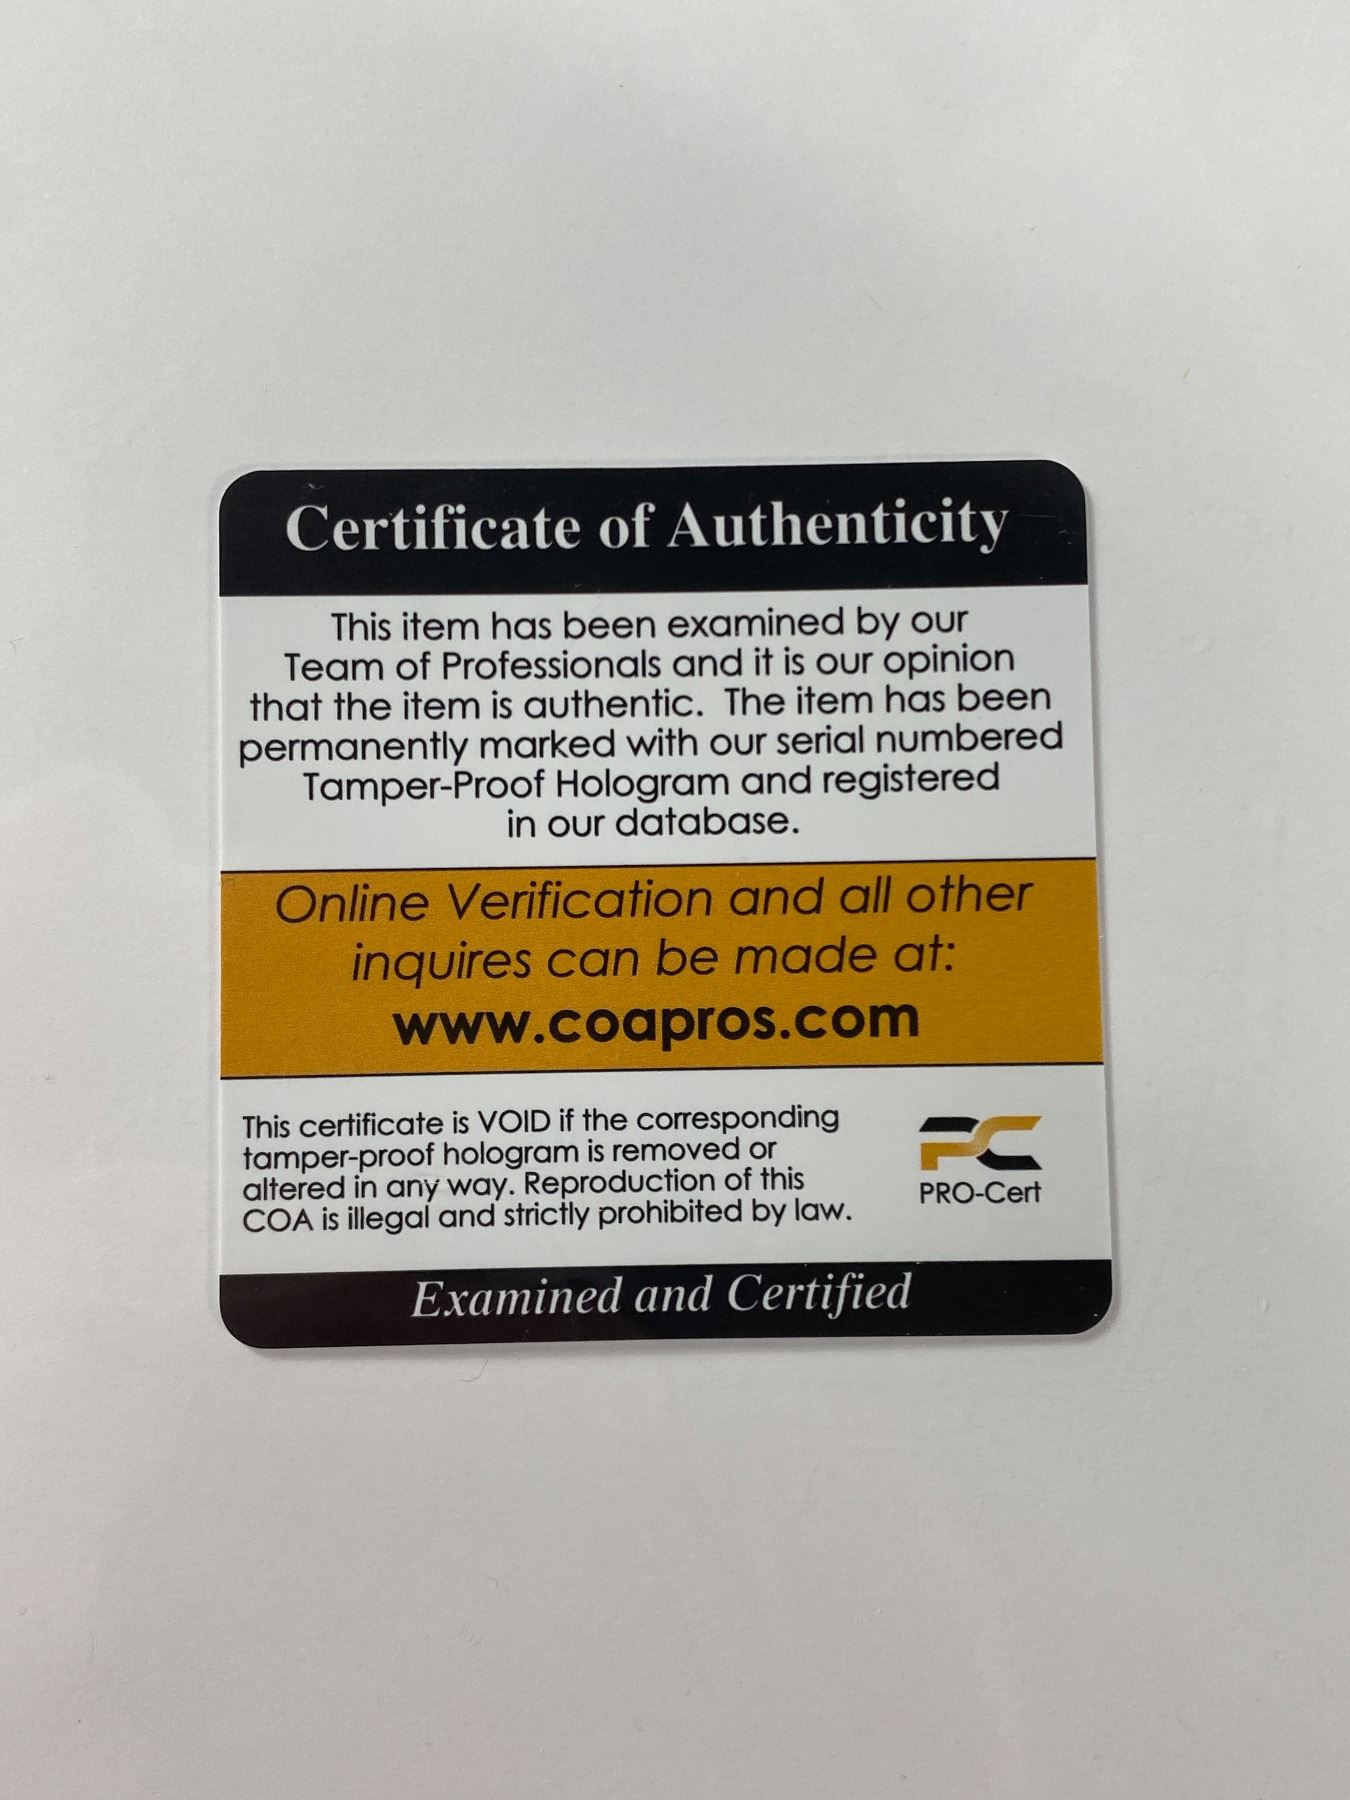 Certificate of Authenticity
This item has been examined by our
Team of Professionals and it is our opinion
that the item is authentic. The item has been
permanently marked with our serial numbered
Tamper-Proof Hologram and registered
in our database.
Online Verification and all other
inquires can be made at:
www.coapros.com
This certificate is VOID if the corresponding
tamper-proof hologram is removed or
altered in any way. Reproduction of this
COA is illegal and strictly prohibited by law.
PC
PRO-Cert
Examined and Certified